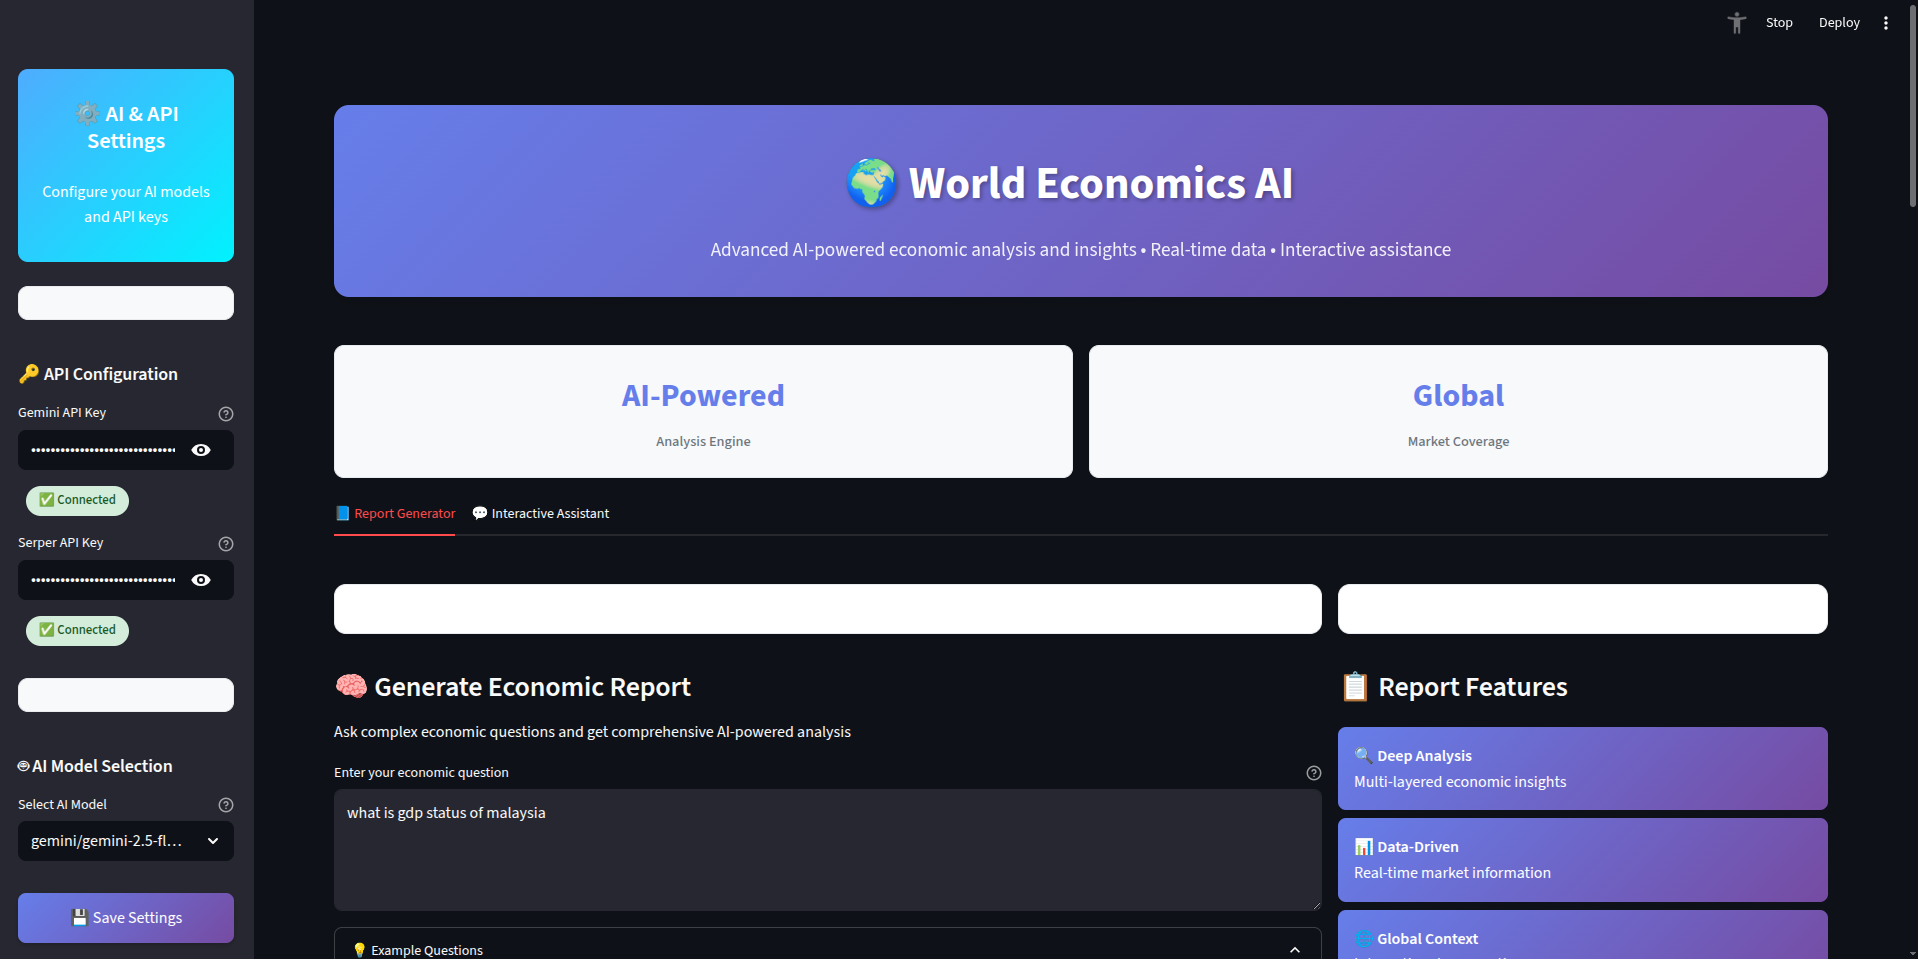 Stop
Deploy
⚙️ AI & API
Settings
Configure your AI models
and API keys
🔑 API Configuration
Gemini API Key
••••••••••••••••••••••••••••••
✅ Connected
Serper API Key
••••••••••••••••••••••••••••••
✅ Connected
AI Model Selection
Select AI Model
gemini/gemini-2.5-fl...
💾 Save Settings
🌍 World Economics AI
Advanced AI-powered economic analysis and insights • Real-time data • Interactive assistance
AI-Powered
Analysis Engine
Global
Market Coverage
📘 Report Generator
💬 Interactive Assistant
🧠 Generate Economic Report
Ask complex economic questions and get comprehensive AI-powered analysis
Enter your economic question
what is gdp status of malaysia
💡 Example Questions
📋 Report Features
🔍 Deep Analysis
Multi-layered economic insights
📊 Data-Driven
Real-time market information
🌐 Global Context